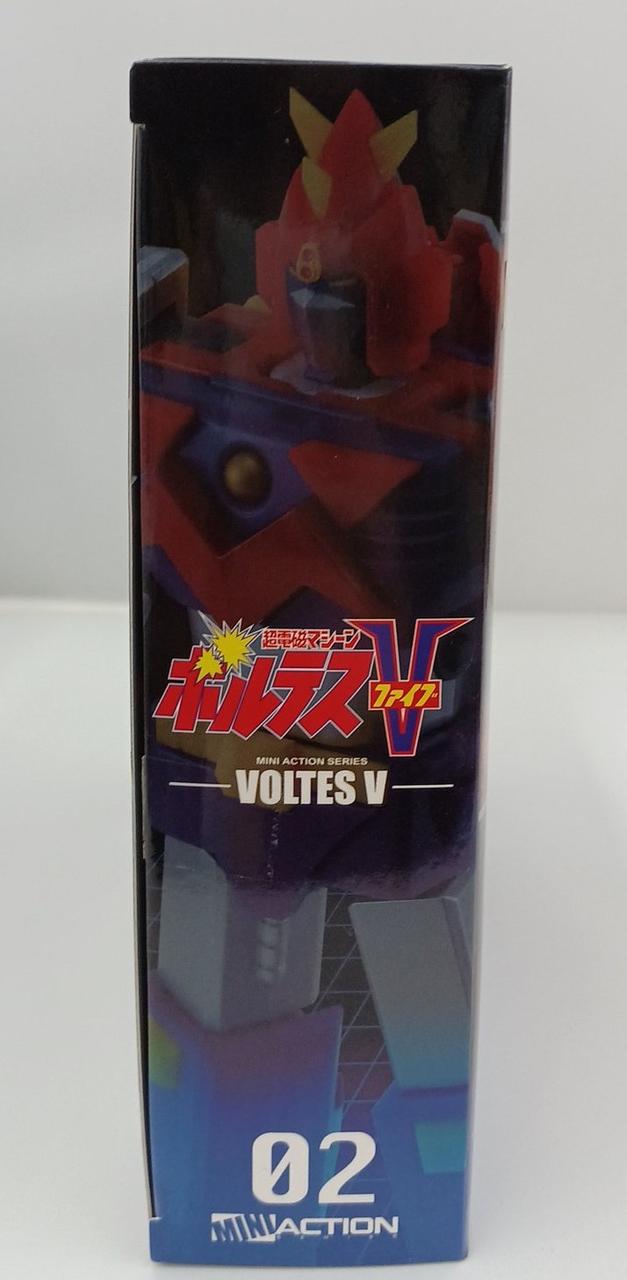 超電磁マシーン
ボルテスV
ファイブ
MINI ACTION SERIES
VOLTES V
02
MINI ACTION